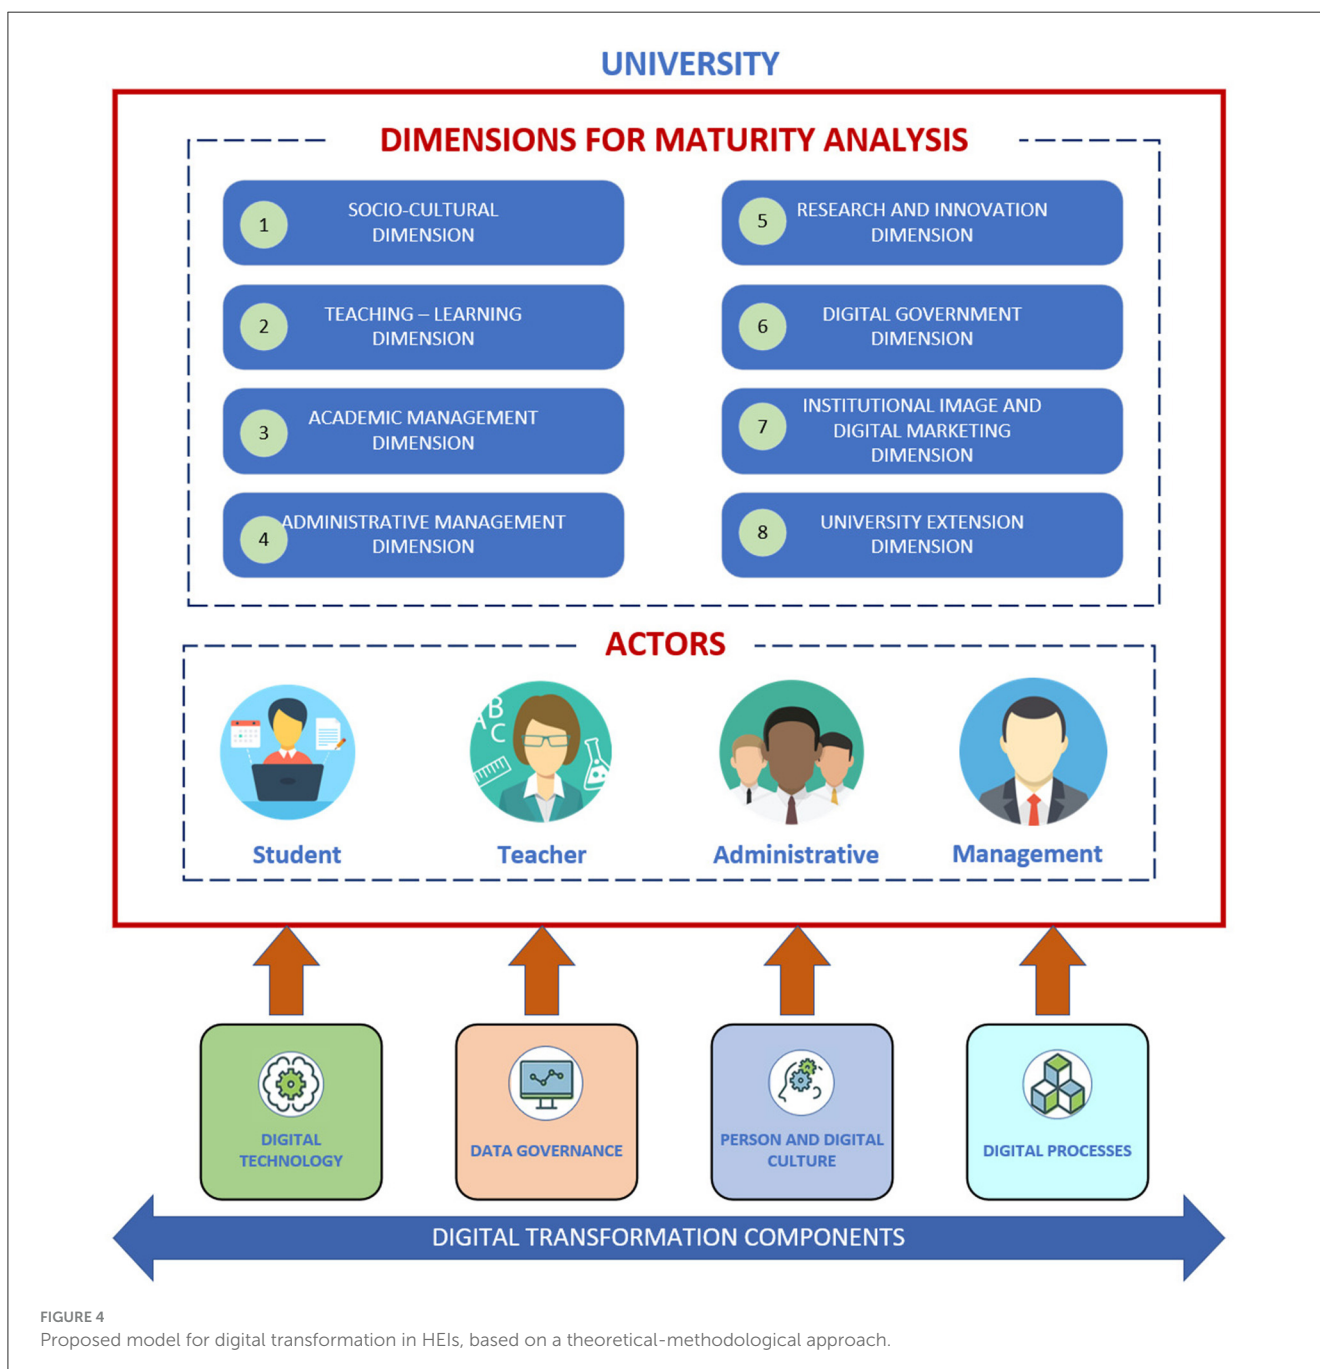 UNIVERSITY
DIMENSIONS FOR MATURITY ANALYSIS
1
SOCIO-CULTURAL
DIMENSION
2
TEACHING – LEARNING
DIMENSION
3
ACADEMIC MANAGEMENT
DIMENSION
4
ADMINISTRATIVE MANAGEMENT
DIMENSION
5
RESEARCH AND INNOVATION
DIMENSION
6
DIGITAL GOVERNMENT
DIMENSION
7
INSTITUTIONAL IMAGE AND
DIGITAL MARKETING
DIMENSION
8
UNIVERSITY EXTENSION
DIMENSION
ACTORS
A B
C
Student
Teacher
Administrative
Management
DIGITAL
TECHNOLOGY
DATA GOVERNANCE
PERSON AND DIGITAL
CULTURE
DIGITAL PROCESSES
DIGITAL TRANSFORMATION COMPONENTS
FIGURE 4
Proposed model for digital transformation in HEIs, based on a theoretical-methodological approach.